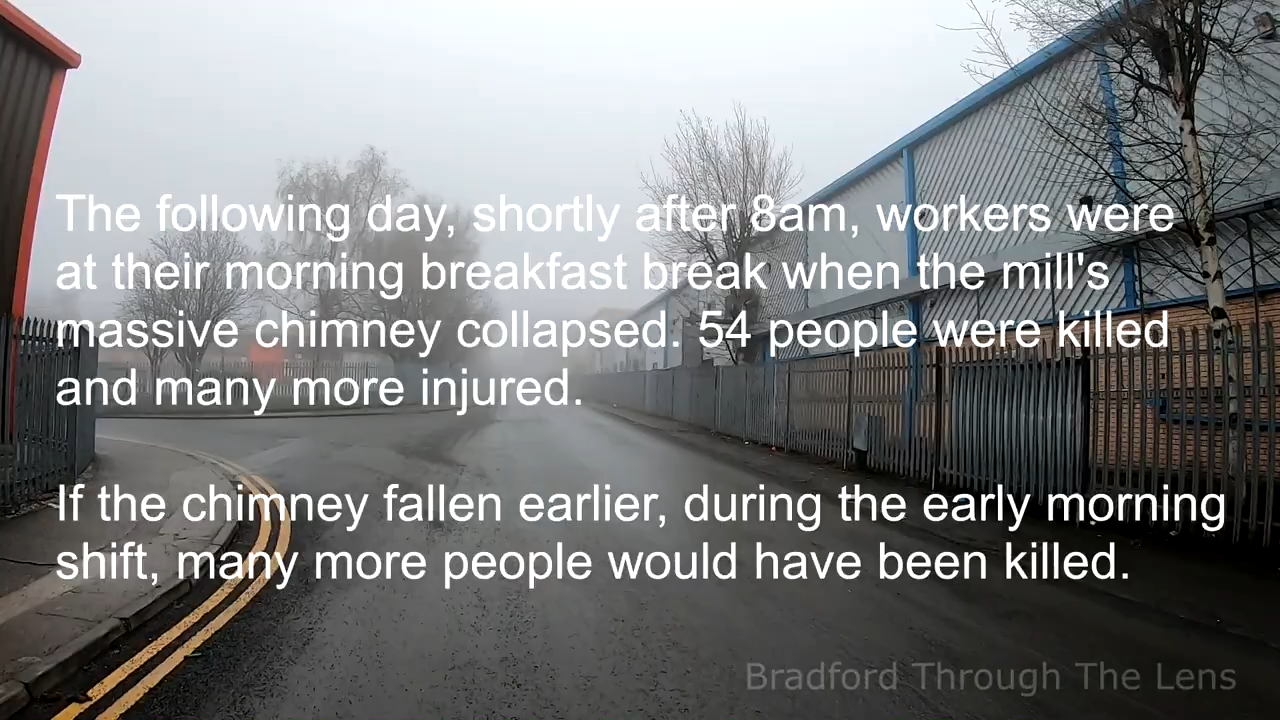 The following day, shortly after 8am, workers were
at their morning breakfast break when the mill's
massive chimney collapsed. 54 people were killed
and many more injured.
If the chimney fallen earlier, during the early morning
shift, many more people would have been killed.
Bradford Through The Lens